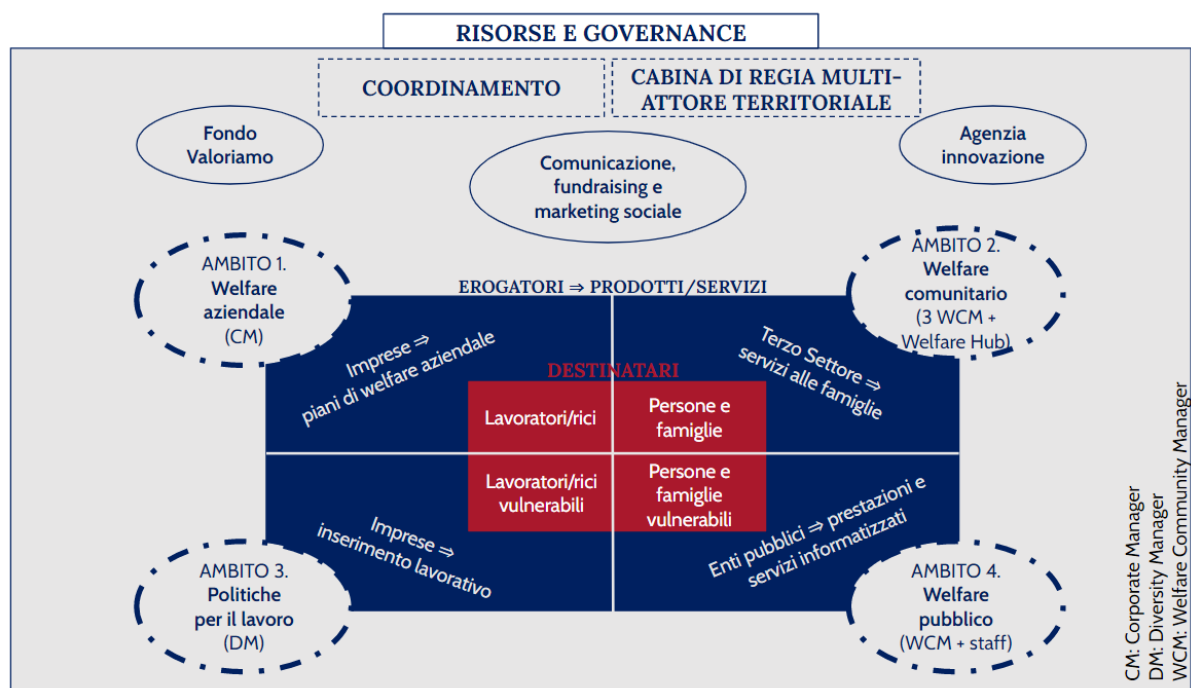 RISORSE E GOVERNANCE
COORDINAMENTO
CABINA DI REGIA MULTI-
ATTORE TERRITORIALE
Fondo
Valoriamo
Comunicazione,
fundraising e
marketing sociale
Agenzia
innovazione
AMBITO 1.
Welfare
aziendale
(CM)
AMBITO 2.
Welfare
comunitario
(3 WCM +
Welfare Hub)
EROGATORI ⇒ PRODOTTI/SERVIZI
Imprese ⇒
piani di welfare aziendale
Terzo Settore ⇒
servizi alle famiglie
DESTINATARI
Lavoratori/rici
Persone e
famiglie
Lavoratori/rici
vulnerabili
Persone e
famiglie
vulnerabili
Imprese ⇒
inserimento lavorativo
Enti pubblici ⇒ prestazioni e
servizi informatizzati
AMBITO 3.
Politiche
per il lavoro
(DM)
AMBITO 4.
Welfare
pubblico
(WCM + staff)
CM: Corporate Manager
DM: Diversity Manager
WCM: Welfare Community Manager